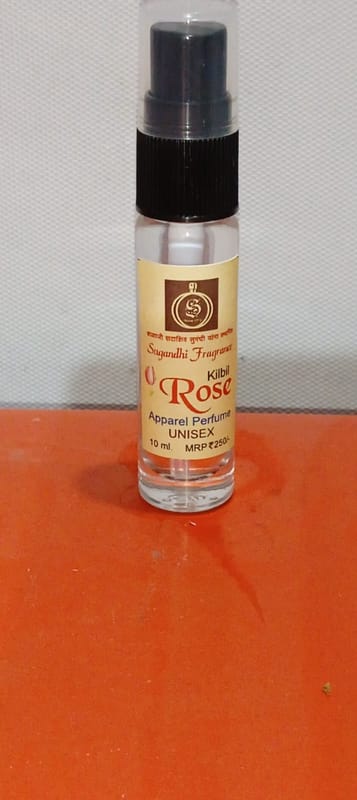 S
Sugandhi Fragrance
Kilbil
Rose
Apparel Perfume
UNISEX
10 ml. MRP ₹250/-